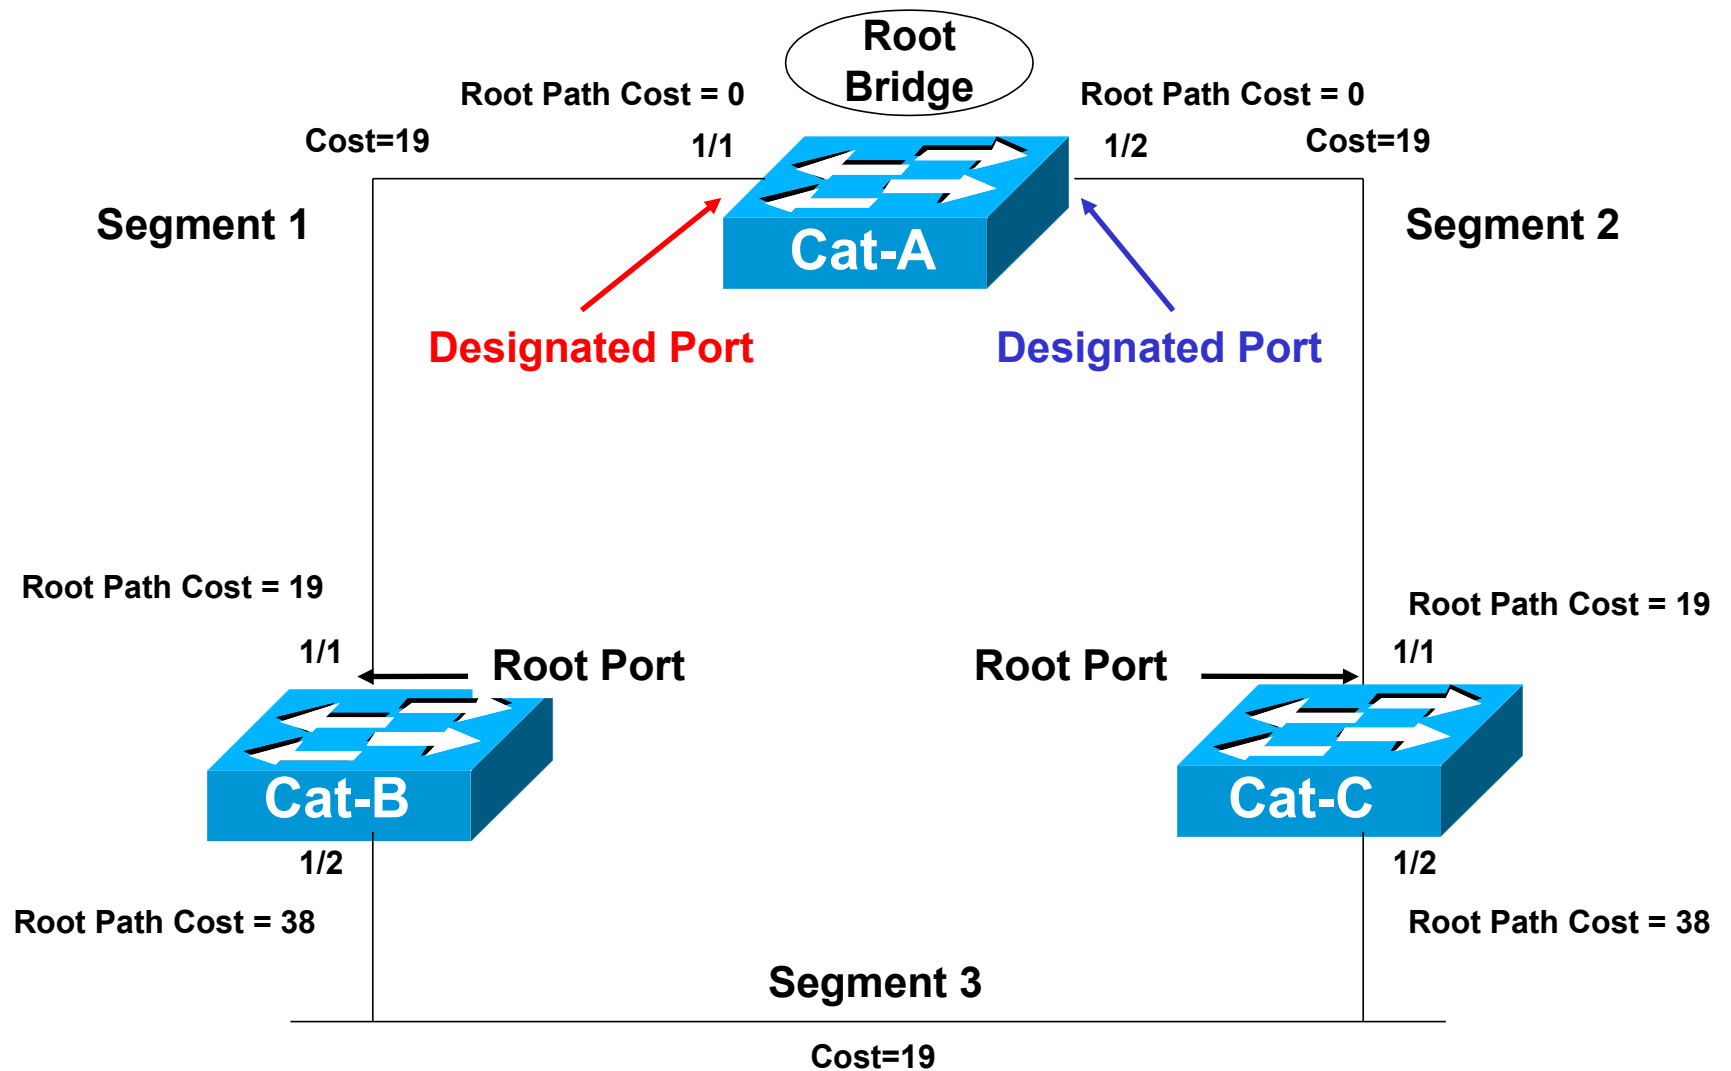 Root
Bridge
Root Path Cost = 0
Root Path Cost = 0
Cost=19
1/1
1/2
Cost=19
Segment 1
Segment 2
Cat-A
Designated Port
Designated Port
Root Path Cost = 19
Root Path Cost = 19
1/1
Root Port
Root Port
1/1
Cat-B
Cat-C
1/2
1/2
Root Path Cost = 38
Root Path Cost = 38
Segment 3
Cost=19